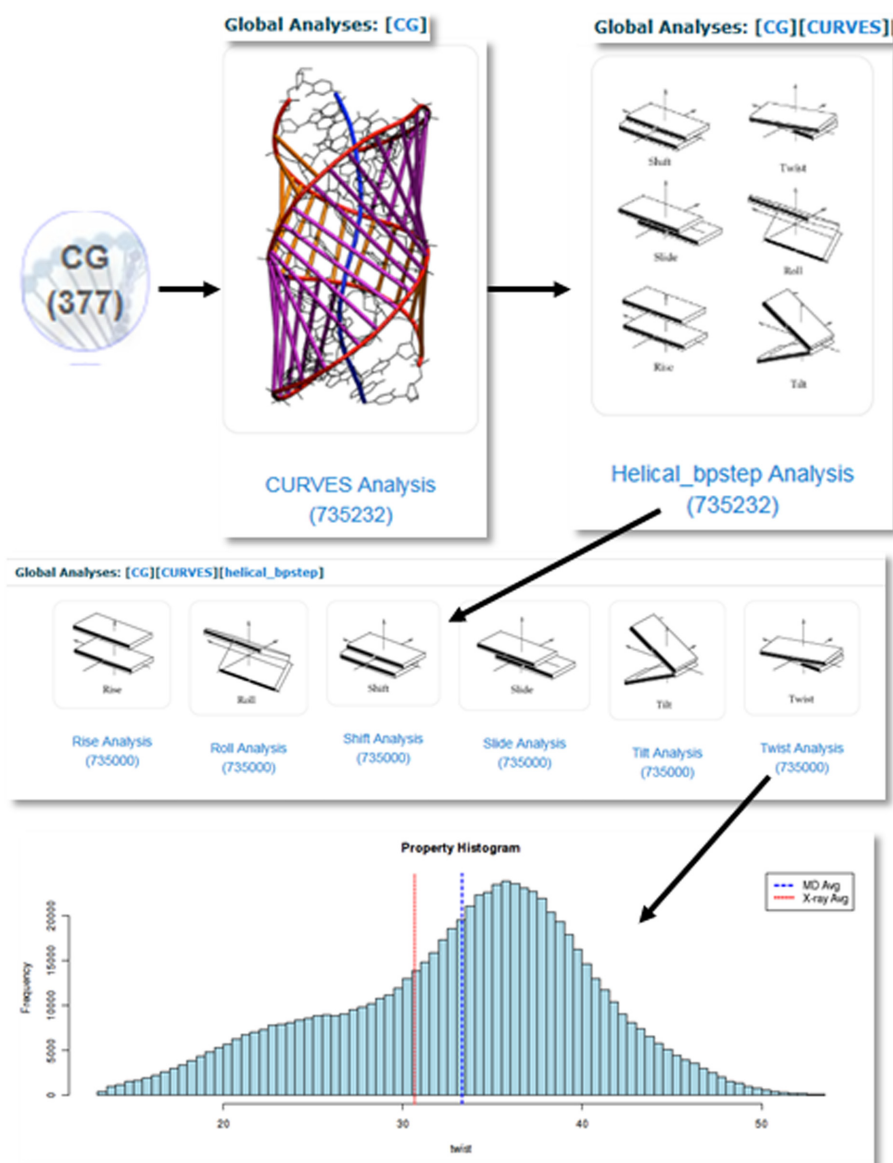 Global Analyses: [CG]
Global Analyses: [CG][CURVES][
CG
(377)
Shift
Twist
Slide
Roll
Rise
Tilt
CURVES Analysis
(735232)
Helical_bpstep Analysis
(735232)
Global Analyses: [CG][CURVES][helical_bpstep]
Rise
Roll
Shift
Slide
Tilt
Twist
Rise Analysis
(735000)
Roll Analysis
(735000)
Shift Analysis
(735000)
Slide Analysis
(735000)
Tilt Analysis
(735000)
Twist Analysis
(735000)
Property Histogram
MD Avg
X-ray Avg
Frequency
20000
15000
10000
5000
0
20
30
40
50
twist